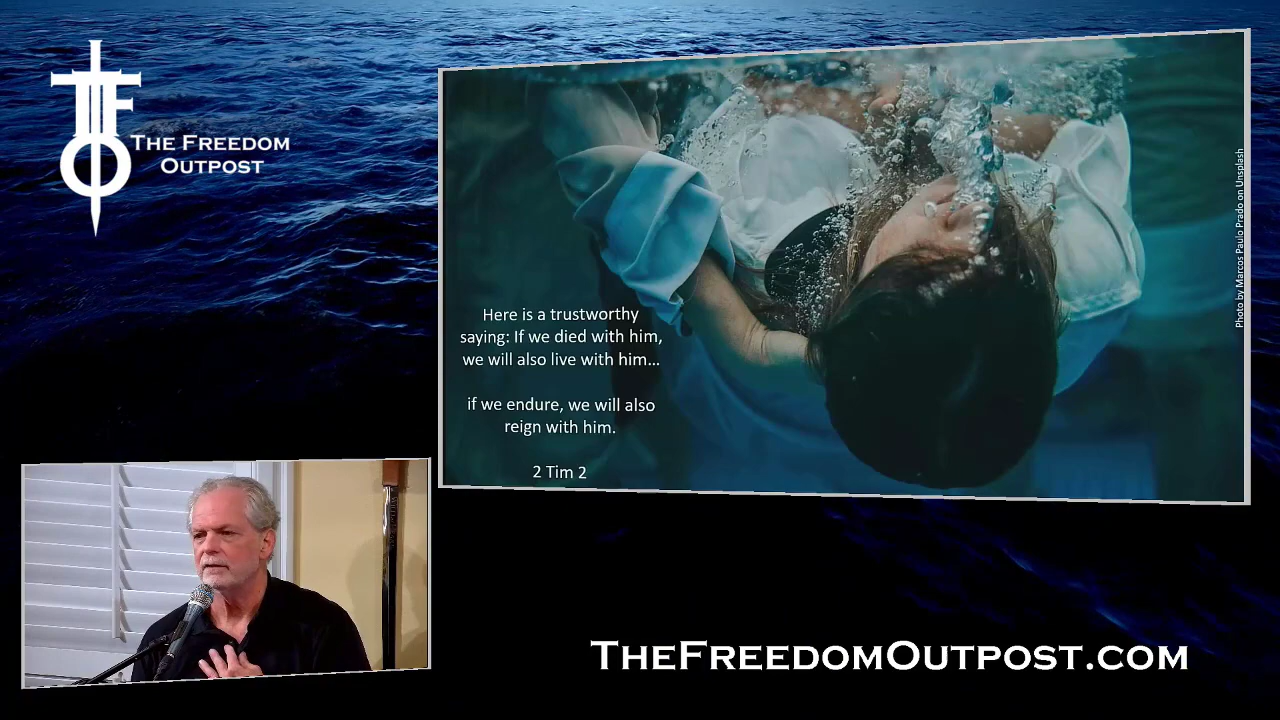 THE FREEDOM
OUTPOST
Here is a trustworthy
saying: If we died with him,
we will also live with him...
if we endure, we will also
reign with him.
2 Tim 2
Photo by Marcos Paulo Prado on Unsplash
THEFREEDOMOUTPOST.COM